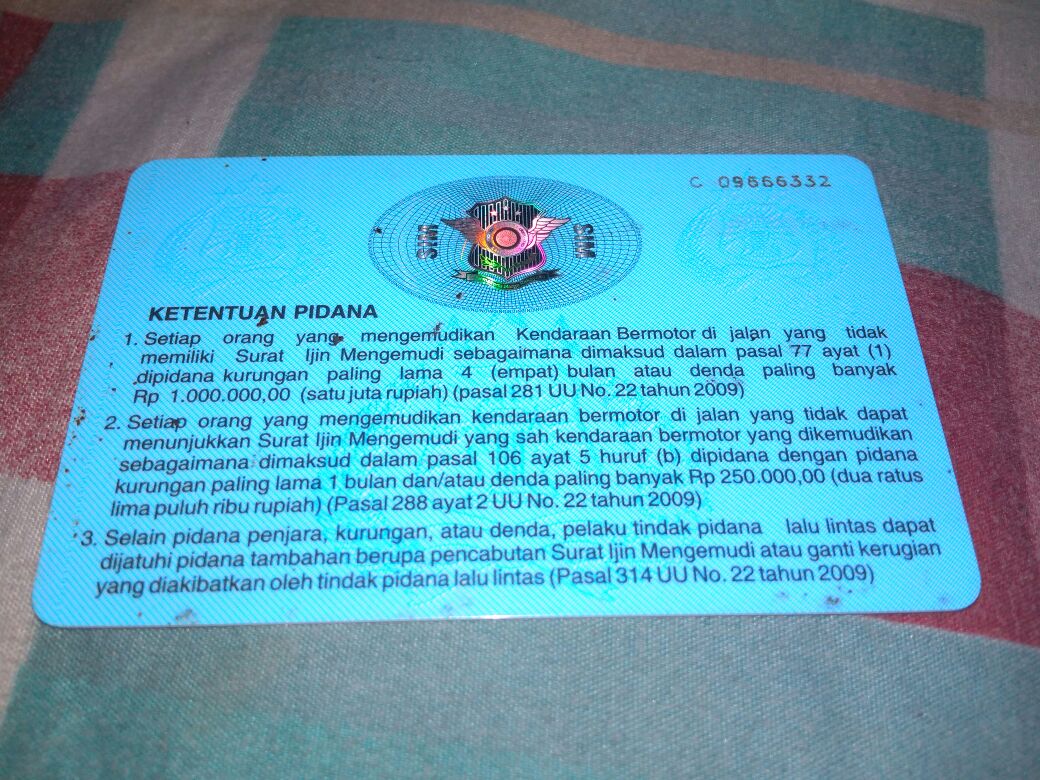 C 09666332
SIM SIM
KETENTUAN PIDANA
1. Setiap orang yang mengemudikan Kendaraan Bermotor di jalan yang tidak
memiliki Surat Ijin Mengemudi sebagaimana dimaksud dalam pasal 77 ayat (1)
dipidana kurungan paling lama 4 (empat) bulan atau denda paling banyak
Rp 1.000.000,00 (satu juta rupiah) (pasal 281 UU No. 22 tahun 2009)
2. Setiap orang yang mengemudikan kendaraan bermotor di jalan yang tidak dapat
menunjukkan Surat Ijin Mengemudi yang sah kendaraan bermotor yang dikemudikan
sebagaimana dimaksud dalam pasal 106 ayat 5 huruf (b) dipidana dengan pidana
kurungan paling lama 1 bulan dan/atau denda paling banyak Rp 250.000,00 (dua ratus
lima puluh ribu rupiah) (Pasal 288 ayat 2 UU No. 22 tahun 2009)
3. Selain pidana penjara, kurungan, atau denda, pelaku tindak pidana lalu lintas dapat
dijatuhi pidana tambahan berupa pencabutan Surat Ijin Mengemudi atau ganti kerugian
yang diakibatkan oleh tindak pidana lalu lintas (Pasal 314 UU No. 22 tahun 2009)